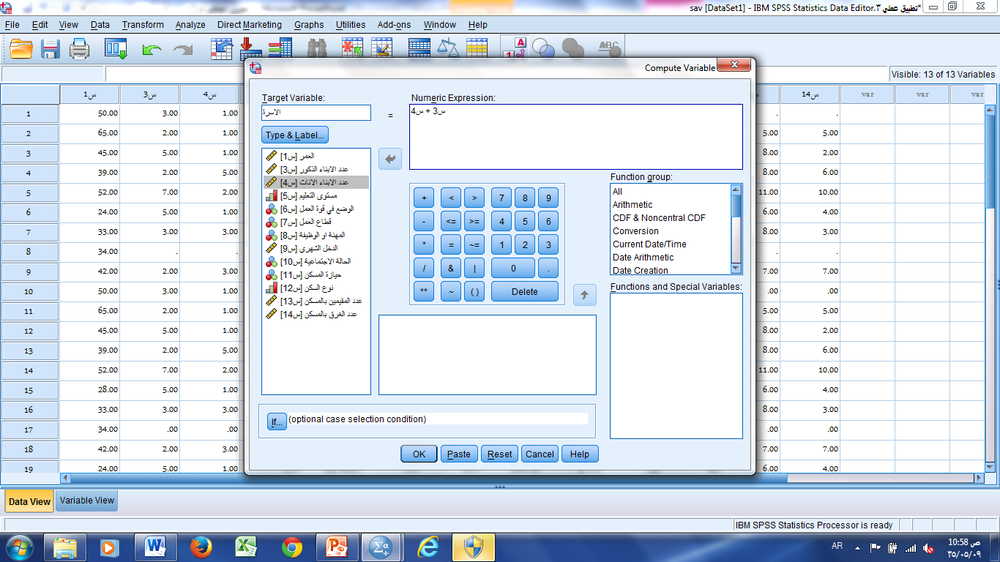 *تطبيق عملي ٣.sav [DataSet1] - IBM SPSS Statistics Data Editor
File Edit View Data Transform Analyze Direct Marketing Graphs Utilities Add-ons Window Help
Visible: 13 of 13 Variables
س1 س3 س4 س14 var var var
1 50.00 3.00 1.00 . .
2 65.00 2.00 1.00 5.00 5.00
3 45.00 5.00 1.00 8.00 2.00
4 39.00 2.00 5.00 8.00 6.00
5 52.00 7.00 2.00 11.00 10.00
6 24.00 5.00 1.00 6.00 4.00
7 33.00 3.00 3.00 8.00 3.00
8 34.00 . . . .
9 42.00 2.00 3.00 7.00 7.00
10 50.00 3.00 1.00 .00 .00
11 65.00 2.00 1.00 5.00 5.00
12 45.00 5.00 1.00 8.00 2.00
13 39.00 2.00 5.00 8.00 6.00
14 52.00 7.00 2.00 11.00 10.00
15 28.00 5.00 1.00 6.00 4.00
16 33.00 3.00 3.00 8.00 3.00
17 34.00 .00 .00 .00 .00
18 42.00 2.00 3.00 7.00 7.00
19 24.00 5.00 1.00 6.00 4.00
Compute Variable
Target Variable:
الاسرة
=
Numeric Expression:
س3 + س4
Type & Label...
العمر [س1]
عدد الابناء الذكور [س3]
عدد الابناء الاناث [س4]
مستوى التعليم [س5]
الوضع في قوة العمل [س6]
قطاع العمل [س7]
المهنة او الوظيفة [س8]
الدخل الشهري [س9]
الحالة الاجتماعية [س10]
حيازة المسكن [س11]
نوع السكن [س12]
عدد المقيمين بالمسكن [س13]
عدد الغرق بالمسكن [س14]
+ < > 7 8 9
- <= >= 4 5 6
* = ~= 1 2 3
/ & | 0 .
** ~ ( ) Delete
Function group:
All
Arithmetic
CDF & Noncentral CDF
Conversion
Current Date/Time
Date Arithmetic
Date Creation
Functions and Special Variables:
If... (optional case selection condition)
OK Paste Reset Cancel Help
Data View Variable View
IBM SPSS Statistics Processor is ready
AR
10:58 ص
٣٥/٠٥/٠٩